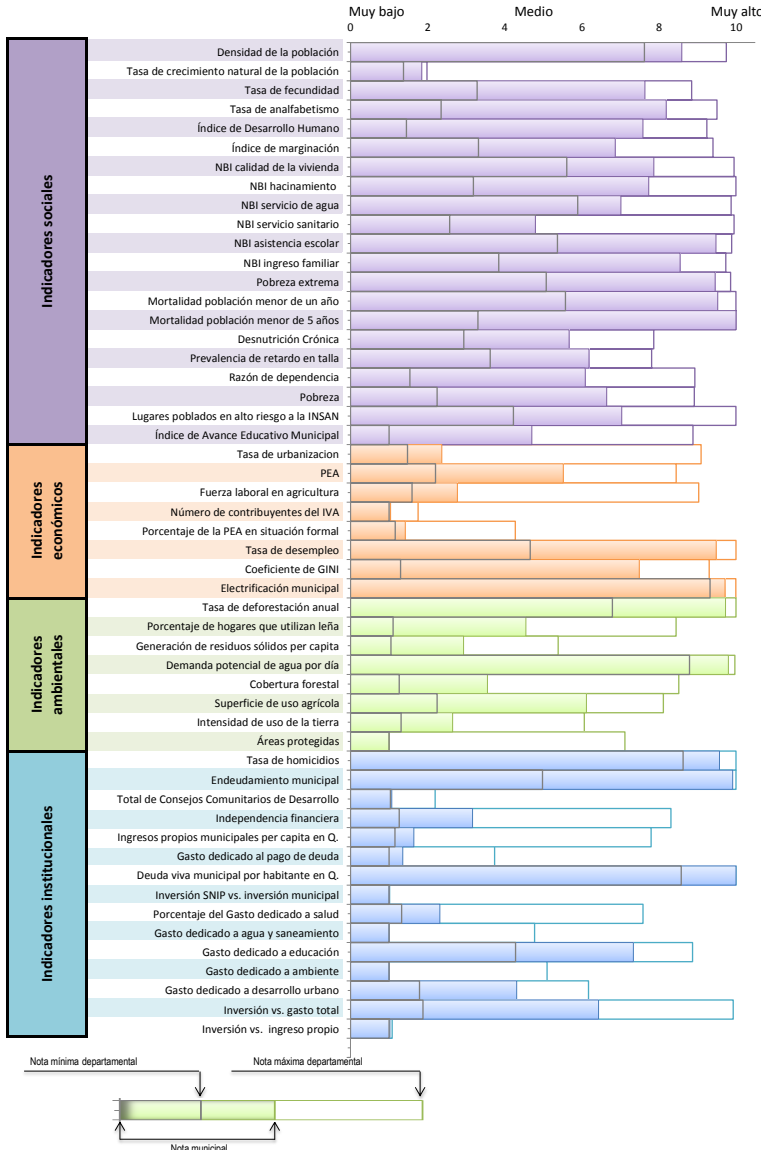 Muy bajo Medio Muy alto
0 2 4 6 8 10
Indicadores sociales
Densidad de la población
Tasa de crecimiento natural de la población
Tasa de fecundidad
Tasa de analfabetismo
Índice de Desarrollo Humano
Índice de marginación
NBI calidad de la vivienda
NBI hacinamiento
NBI servicio de agua
NBI servicio sanitario
NBI asistencia escolar
NBI ingreso familiar
Pobreza extrema
Mortalidad población menor de un año
Mortalidad población menor de 5 años
Desnutrición Crónica
Prevalencia de retardo en talla
Razón de dependencia
Pobreza
Lugares poblados en alto riesgo a la INSAN
Índice de Avance Educativo Municipal
Indicadores económicos
Tasa de urbanizacion
PEA
Fuerza laboral en agricultura
Número de contribuyentes del IVA
Porcentaje de la PEA en situación formal
Tasa de desempleo
Coeficiente de GINI
Electrificación municipal
Indicadores ambientales
Tasa de deforestación anual
Porcentaje de hogares que utilizan leña
Generación de residuos sólidos per capita
Demanda potencial de agua por día
Cobertura forestal
Superficie de uso agrícola
Intensidad de uso de la tierra
Áreas protegidas
Indicadores institucionales
Tasa de homicidios
Endeudamiento municipal
Total de Consejos Comunitarios de Desarrollo
Independencia financiera
Ingresos propios municipales per capita en Q.
Gasto dedicado al pago de deuda
Deuda viva municipal por habitante en Q.
Inversión SNIP vs. inversión municipal
Porcentaje del Gasto dedicado a salud
Gasto dedicado a agua y saneamiento
Gasto dedicado a educación
Gasto dedicado a ambiente
Gasto dedicado a desarrollo urbano
Inversión vs. gasto total
Inversión vs. ingreso propio
Nota mínima departamental
Nota máxima departamental
Nota municipal